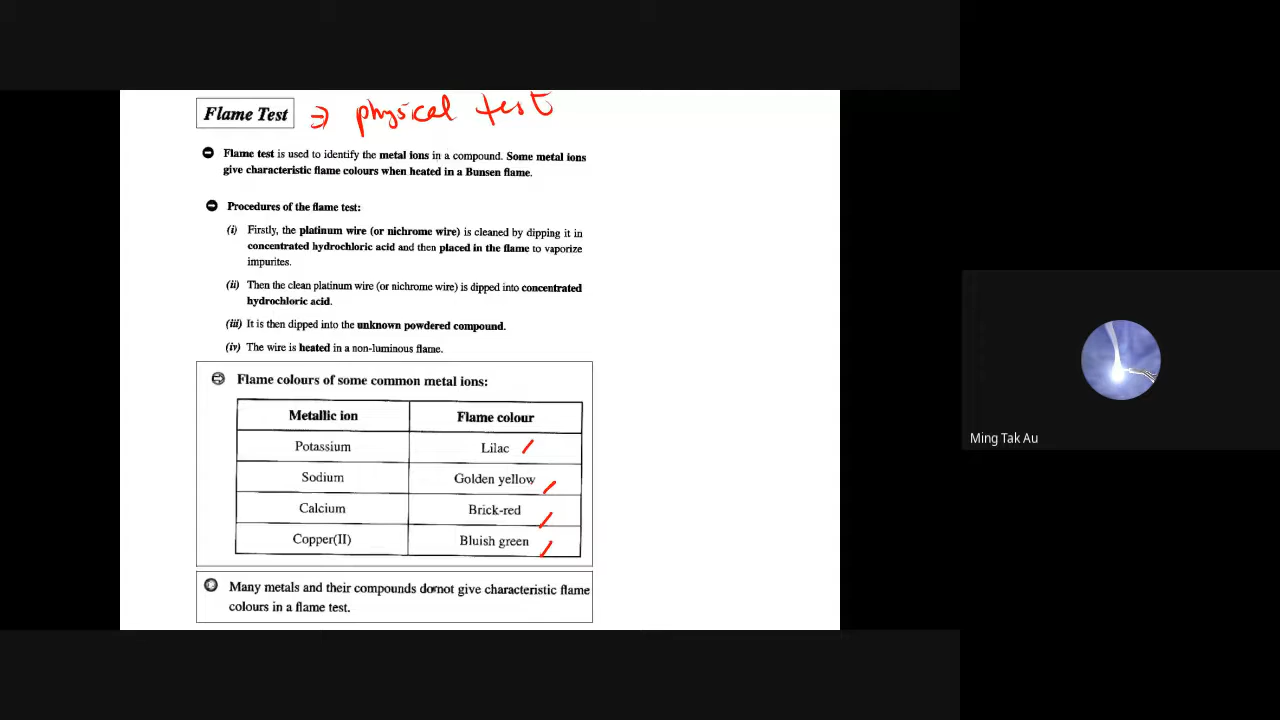 Flame Test ⇒ physical test
Flame test is used to identify the metal ions in a compound. Some metal ions
give characteristic flame colours when heated in a Bunsen flame.
Procedures of the flame test:
(i) Firstly, the platinum wire (or nichrome wire) is cleaned by dipping it in
concentrated hydrochloric acid and then placed in the flame to vaporize
impurites.
(ii) Then the clean platinum wire (or nichrome wire) is dipped into concentrated
hydrochloric acid.
(iii) It is then dipped into the unknown powdered compound.
(iv) The wire is heated in a non-luminous flame.
Flame colours of some common metal ions:
Metallic ion Flame colour
Potassium Lilac
Sodium Golden yellow
Calcium Brick-red
Copper(II) Bluish green
Many metals and their compounds donot give characteristic flame
colours in a flame test.
Ming Tak Au